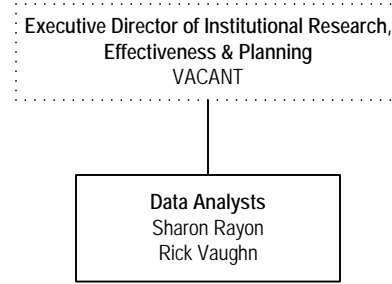 Executive Director of Institutional Research,
Effectiveness & Planning
VACANT
Data Analysts
Sharon Rayon
Rick Vaughn